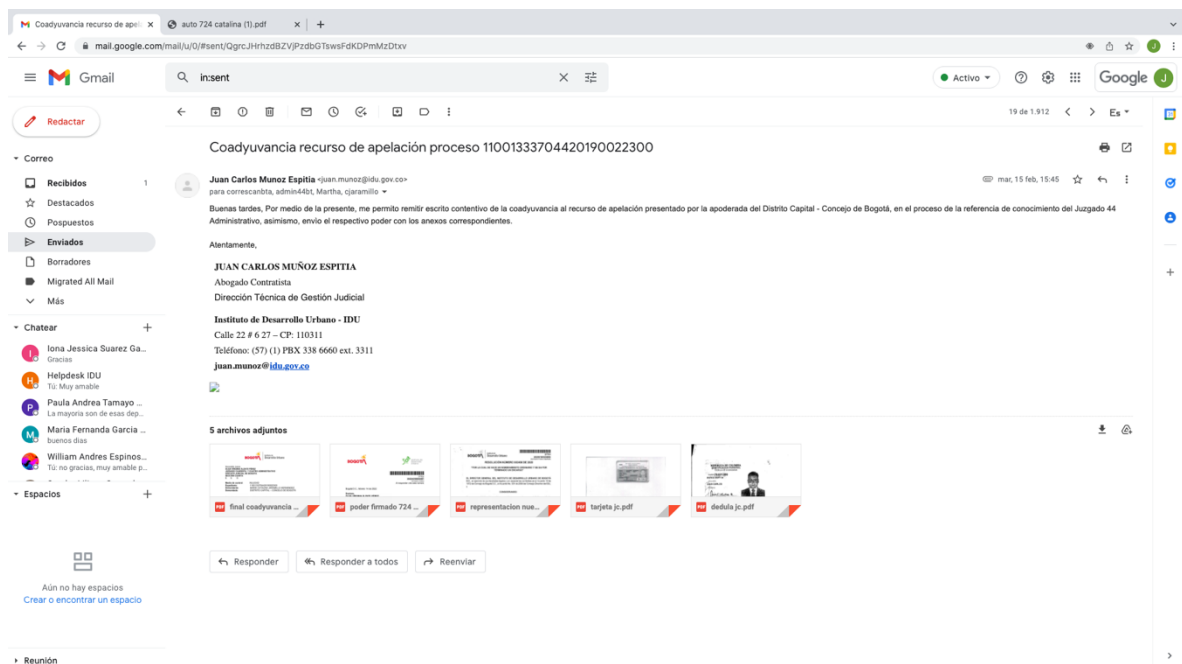 Coadyuvancia recurso de apel
auto 724 catalina (1).pdf
mail.google.com/mail/u/0/#sent/QgrcJHrhzdBZVjPzdbGTswsFdKDPmMzDtxv
Gmail
in:sent
Activo
Google
J
Redactar
19 de 1.912
Es
Correo
Recibidos 1
Destacados
Pospuestos
Enviados
Borradores
Migrated All Mail
Más
Coadyuvancia recurso de apelación proceso 11001333704420190022300
Juan Carlos Munoz Espitia <juan.munoz@idu.gov.co>
mar, 15 feb, 15:45
para correscanbta, admin44bt, Martha, cjaramillo
Buenas tardes, Por medio de la presente, me permito remitir escrito contentivo de la coadyuvancia al recurso de apelación presentado por la apoderada del Distrito Capital - Concejo de Bogotá, en el proceso de la referencia de conocimiento del Juzgado 44
Administrativo, asimismo, envio el respectivo poder con los anexos correspondientes.
Atentamente,
JUAN CARLOS MUÑOZ ESPITIA
Abogado Contratista
Dirección Técnica de Gestión Judicial
Instituto de Desarrollo Urbano - IDU
Calle 22 # 6 27 – CP: 110311
Teléfono: (57) (1) PBX 338 6660 ext. 3311
juan.munoz@idu.gov.co
Chatear
Iona Jessica Suarez Ga...
Gracias
Helpdesk IDU
Tú: Muy amable
Paula Andrea Tamayo ...
La mayoria son de esas dep...
Maria Fernanda Garcia ...
buenos dias
William Andres Espinos...
Tú: no gracias, muy amable p...
Espacios
Aún no hay espacios
Crear o encontrar un espacio
Reunión
5 archivos adjuntos
PDF final coadyuvancia ...
PDF poder firmado 724 ...
PDF representacion nue...
PDF tarjeta jc.pdf
PDF dedula jc.pdf
Responder
Responder a todos
Reenviar